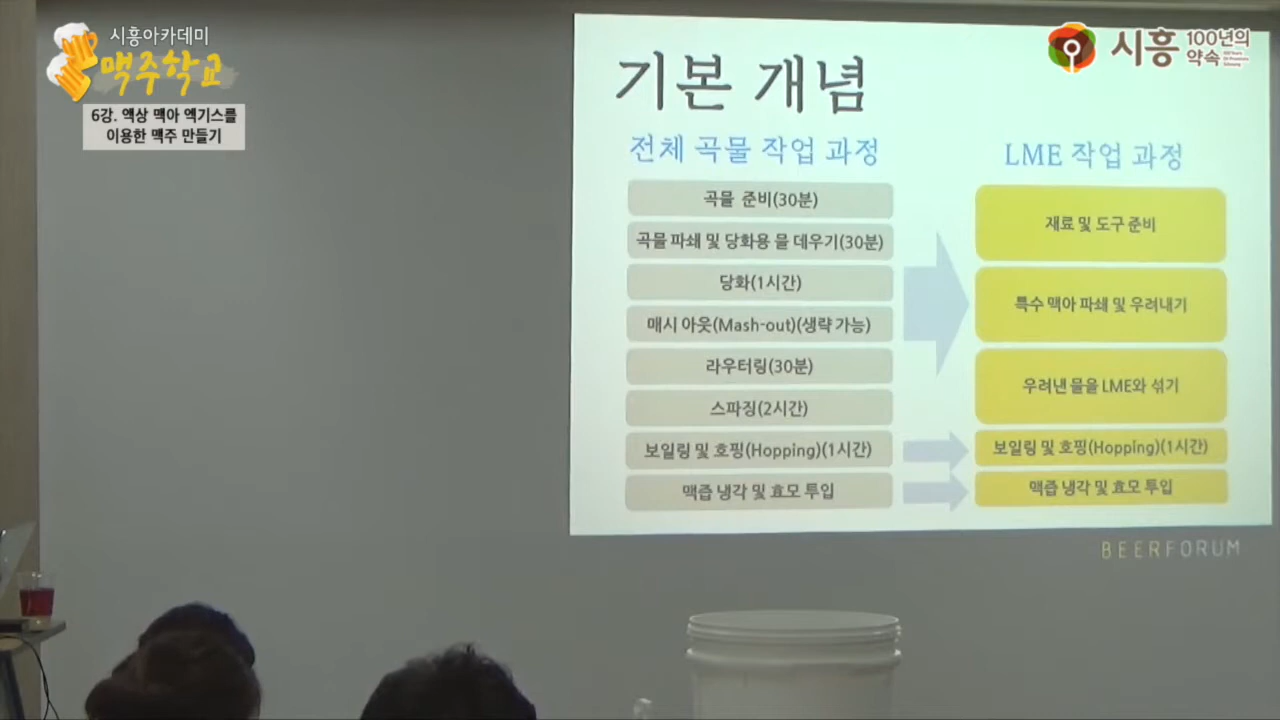 시흥아카데미
맥주학교
6강. 액상 맥아 엑기스를
이용한 맥주 만들기
시흥 100년의
약속
기본 개념
전체 곡물 작업 과정
곡물 준비(30분)
곡물 파쇄 및 당화용 물 데우기(30분)
당화(1시간)
매시 아웃(Mash-out)(생략 가능)
라우터링(30분)
스파징(2시간)
보일링 및 호핑(Hopping)(1시간)
맥즙 냉각 및 효모 투입
LME 작업 과정
재료 및 도구 준비
특수 맥아 파쇄 및 우려내기
우려낸 물을 LME와 섞기
보일링 및 호핑(Hopping)(1시간)
맥즙 냉각 및 효모 투입
BEERFORUM